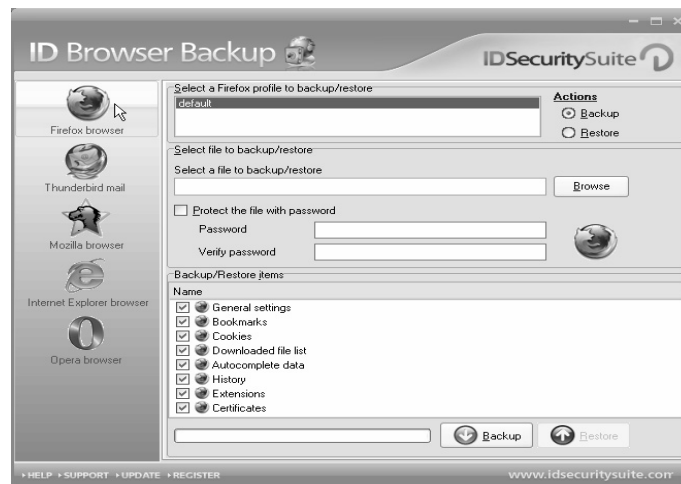 ID Browser Backup
IDSecuritySuite
Firefox browser
Thunderbird mail
Mozilla browser
Internet Explorer browser
Opera browser
Select a Firefox profile to backup/restore
default
Actions
Backup
Restore
Select file to backup/restore
Select a file to backup/restore
Browse
Protect the file with password
Password
Verify password
Backup/Restore items
Name
General settings
Bookmarks
Cookies
Downloaded file list
Autocomplete data
History
Extensions
Certificates
Backup
Restore
HELP SUPPORT UPDATE REGISTER
www.idsecuritysuite.com